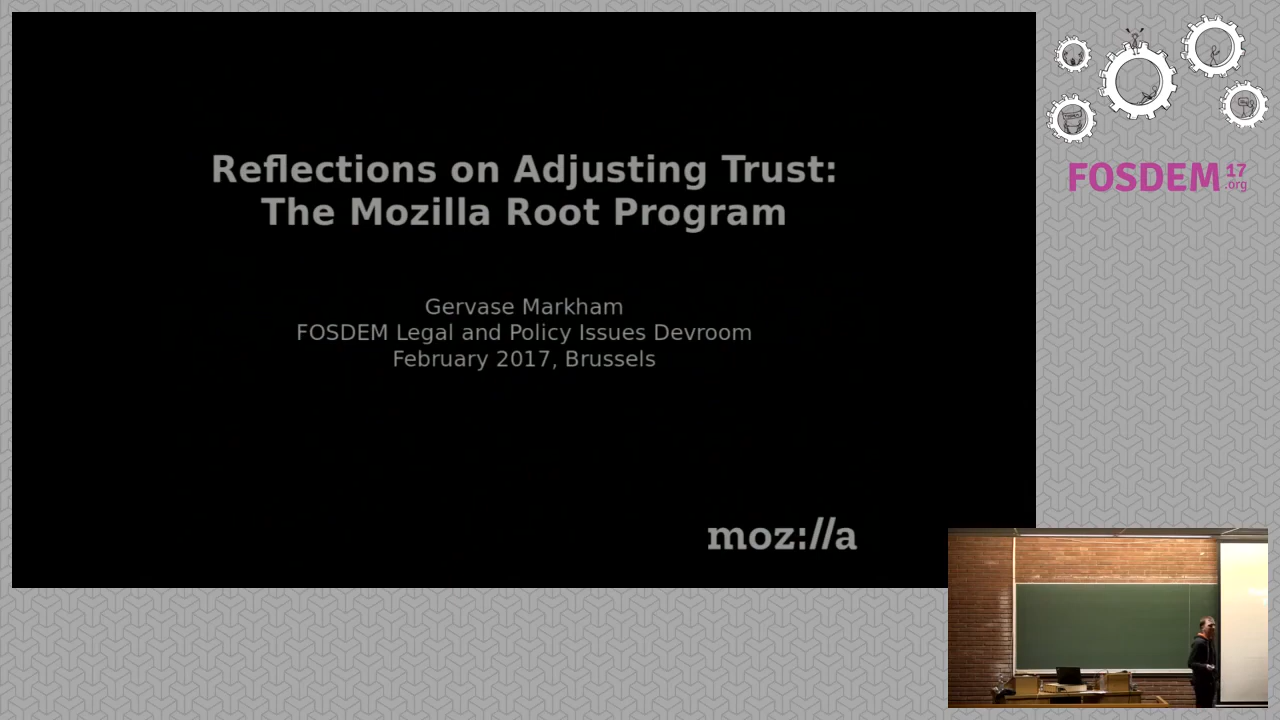 Reflections on Adjusting Trust:
The Mozilla Root Program
Gervase Markham
FOSDEM Legal and Policy Issues Devroom
February 2017, Brussels
moz://a
FOSDEM 17
.org